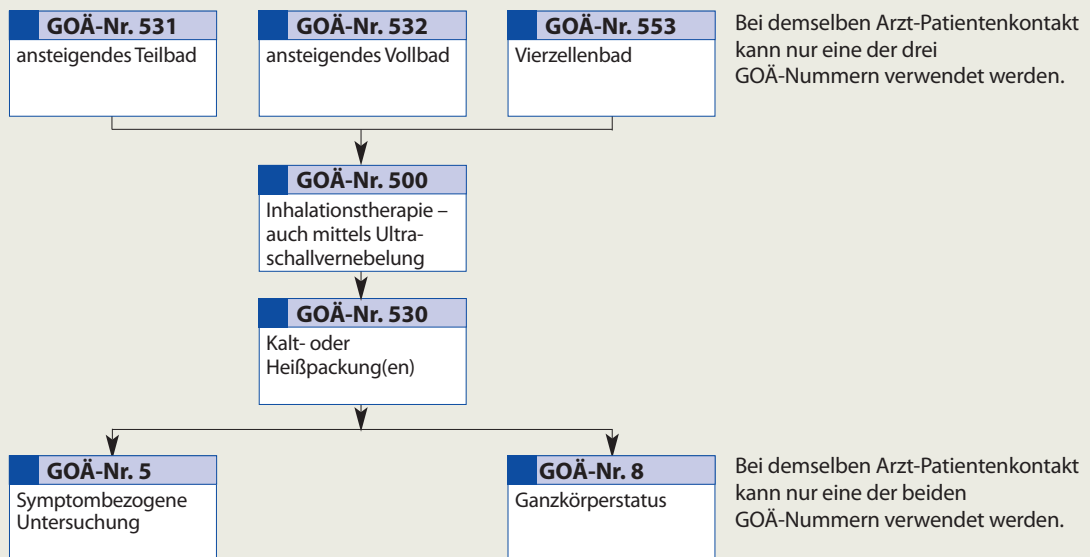 GOÄ-Nr. 531
ansteigendes Teilbad
GOÄ-Nr. 532
ansteigendes Vollbad
GOÄ-Nr. 553
Vierzellenbad
Bei demselben Arzt-Patientenkontakt
kann nur eine der drei
GOÄ-Nummern verwendet werden.
GOÄ-Nr. 500
Inhalationstherapie –
auch mittels Ultra-
schallvernebelung
GOÄ-Nr. 530
Kalt- oder
Heißpackung(en)
GOÄ-Nr. 5
Symptombezogene
Untersuchung
GOÄ-Nr. 8
Ganzkörperstatus
Bei demselben Arzt-Patientenkontakt
kann nur eine der beiden
GOÄ-Nummern verwendet werden.